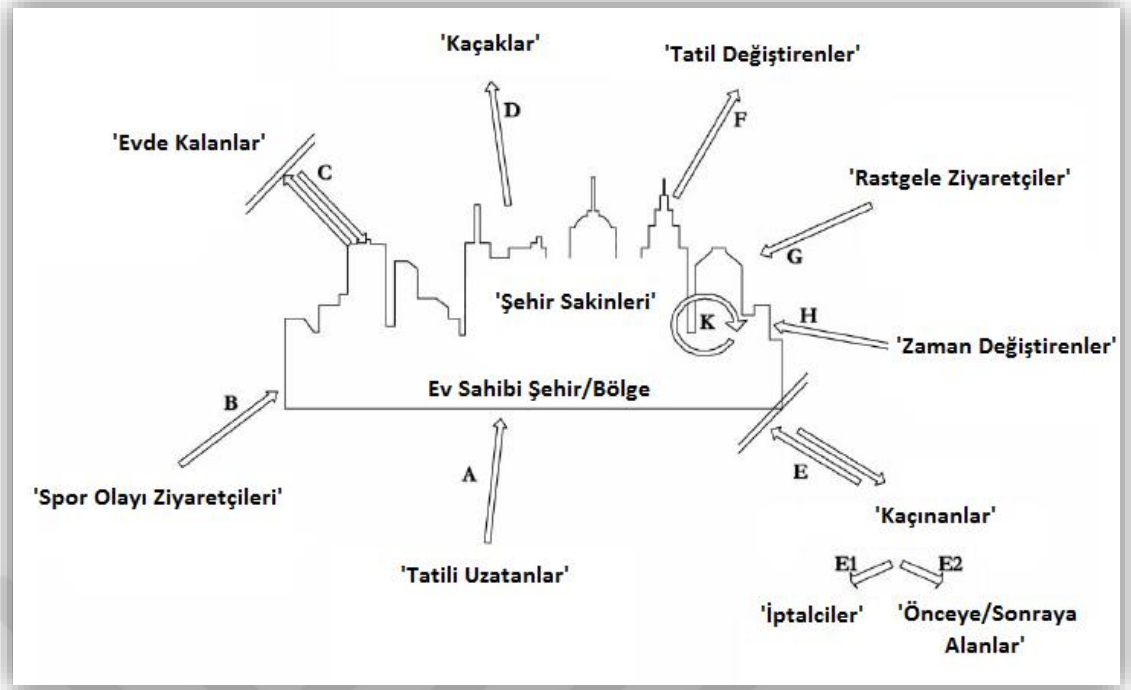 'Kaçaklar'
'Tatil Değiştirenler'
D
F
'Evde Kalanlar'
C
'Rastgele Ziyaretçiler'
G
'Şehir Sakinleri'
K
H
'Zaman Değiştirenler'
Ev Sahibi Şehir/Bölge
B
A
E
'Spor Olayı Ziyaretçileri'
'Kaçınanlar'
'Tatili Uzatanlar'
E1
E2
'İptalciler'
'Önceye/Sonraya
Alanlar'